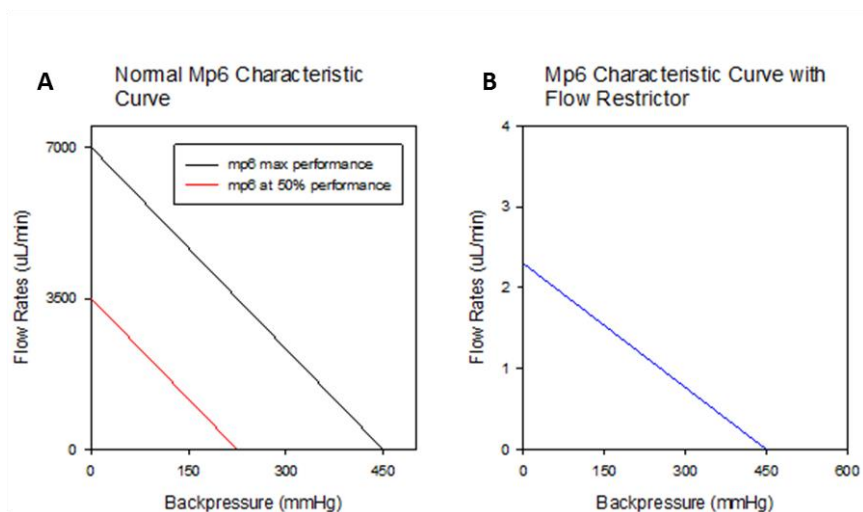 A
Normal Mp6 Characteristic
Curve
7000
3500
0
Flow Rates (uL/min)
mp6 max performance
mp6 at 50% performance
0 150 300 450
Backpressure (mmHg)
B
Mp6 Characteristic Curve with
Flow Restrictor
4
3
2
1
0
Flow Rates (uL/min)
0 150 300 450 600
Backpressure (mmHg)